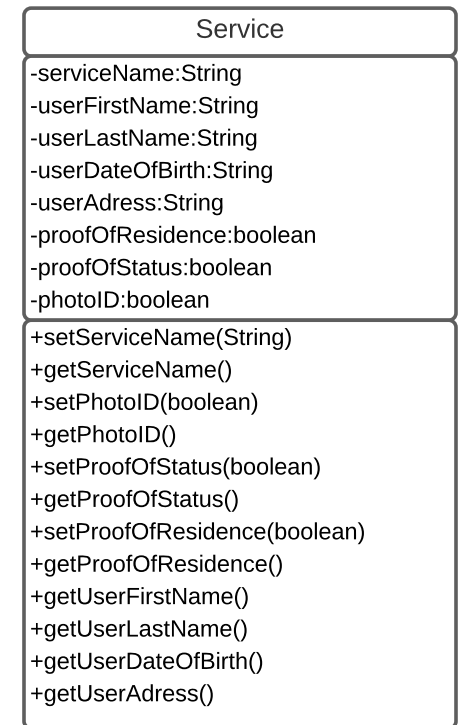 Service
-serviceName:String
-userFirstName:String
-userLastName:String
-userDateOfBirth:String
-userAdress:String
-proofOfResidence:boolean
-proofOfStatus:boolean
-photoID:boolean
+setServiceName(String)
+getServiceName()
+setPhotoID(boolean)
+getPhotoID()
+setProofOfStatus(boolean)
+getProofOfStatus()
+setProofOfResidence(boolean)
+getProofOfResidence()
+getUserFirstName()
+getUserLastName()
+getUserDateOfBirth()
+getUserAdress()